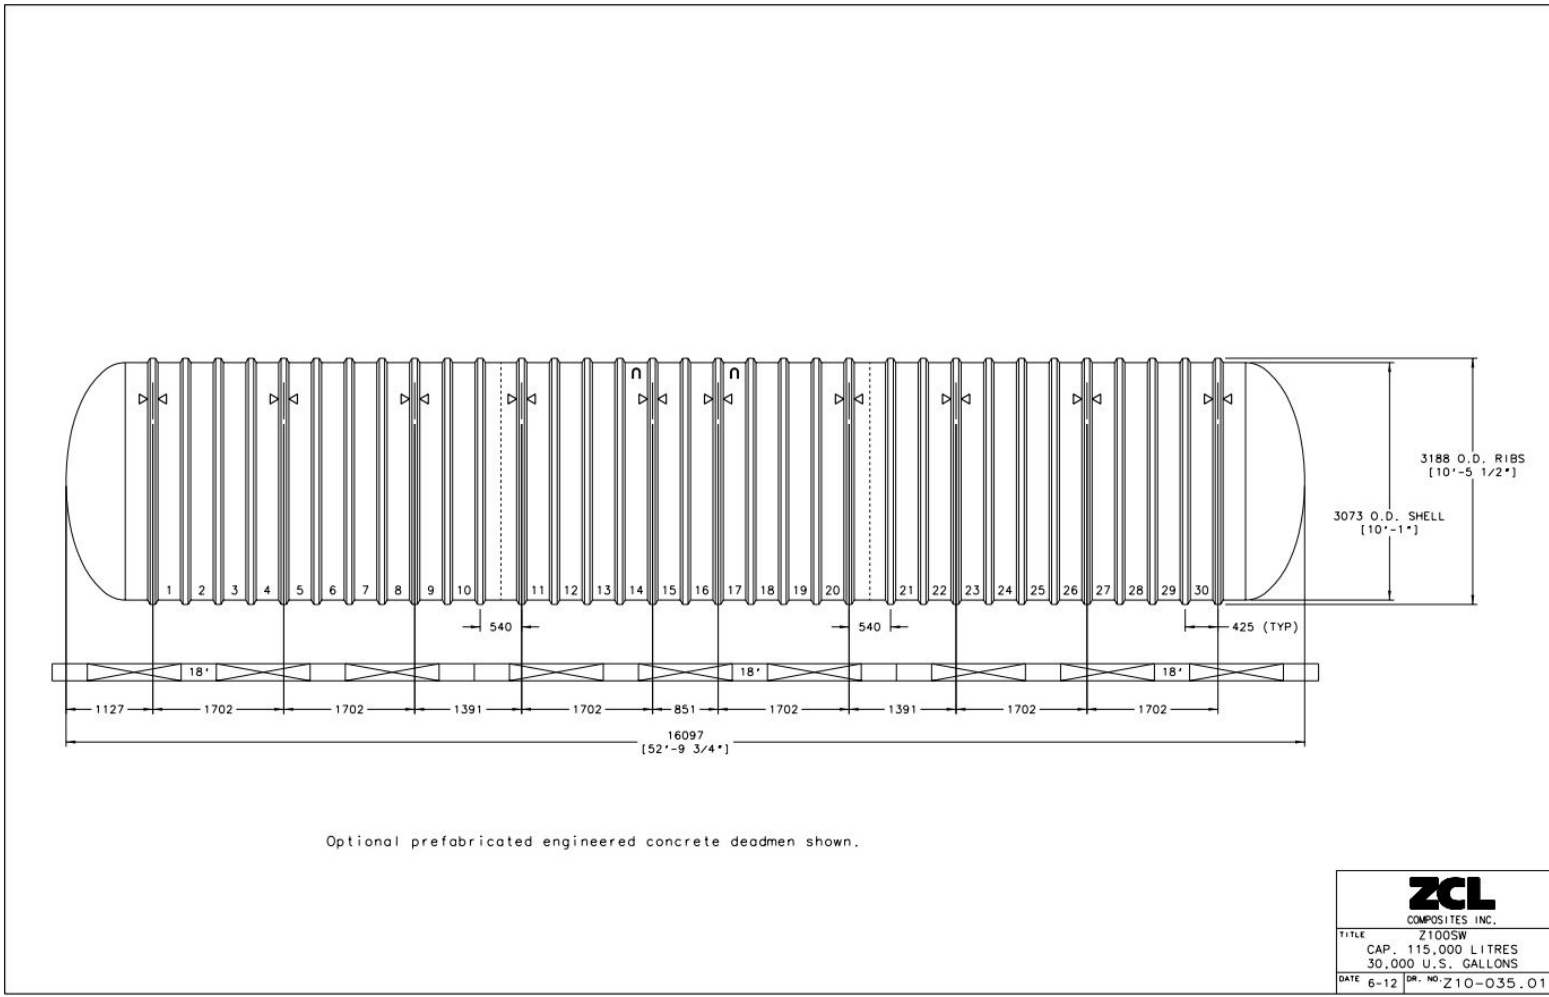 ∩ ∩
3188 O.D. RIBS
[10'-5 1/2"]
3073 O.D. SHELL
[10'-1"]
1 2 3 4 5 6 7 8 9 10 11 12 13 14 15 16 17 18 19 20 21 22 23 24 25 26 27 28 29 30
540 540 425 (TYP)
18' 18' 18'
1127 1702 1702 1391 1702 851 1702 1391 1702 1702
16097
[52'-9 3/4"]
Optional prefabricated engineered concrete deadmen shown.
ZCL
COMPOSITES INC.
TITLE Z100SW
CAP. 115,000 LITRES
30,000 U.S. GALLONS
DATE 6-12 DR. NO. Z10-035.01